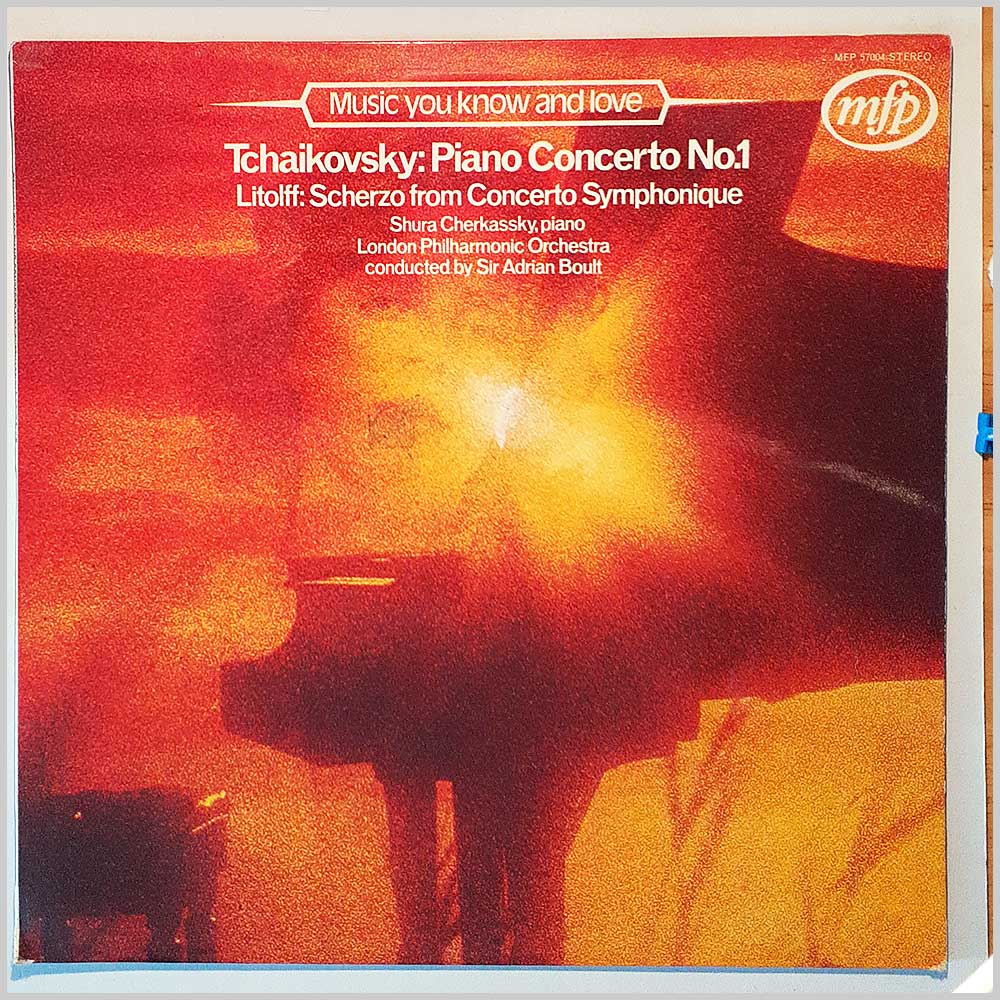 MFP 57004 STEREO
mfp
Music you know and love
Tchaikovsky: Piano Concerto No.1
Litolff: Scherzo from Concerto Symphonique
Shura Cherkassky, piano
London Philharmonic Orchestra
conducted by Sir Adrian Boult